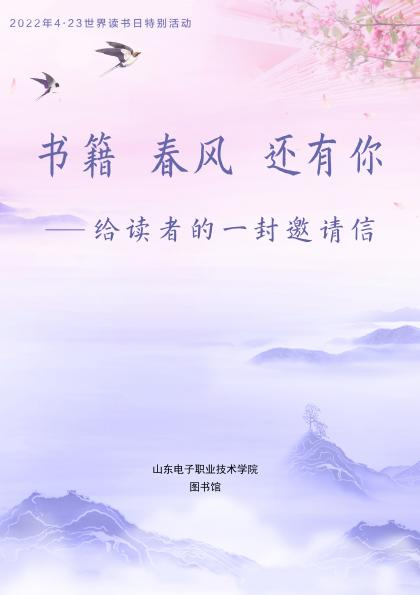 2022年4·23世界读书日特别活动
书籍 春风 还有你
——给读者的一封邀请信
山东电子职业技术学院
图书馆